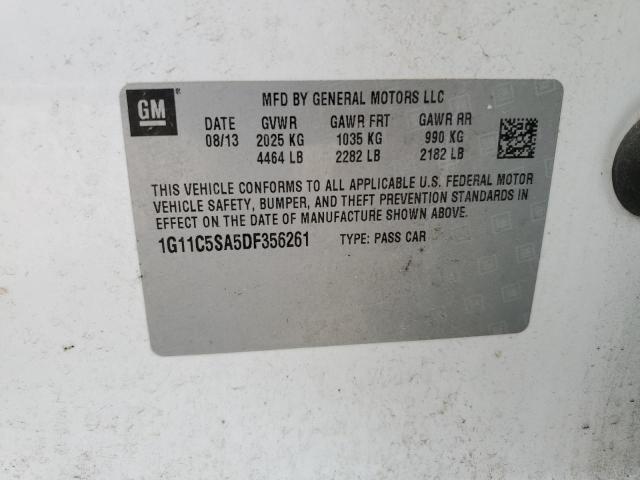 GM
®
MFD BY GENERAL MOTORS LLC
DATE GVWR GAWR FRT GAWR RR
08/13 2025 KG 1035 KG 990 KG
4464 LB 2282 LB 2182 LB
THIS VEHICLE CONFORMS TO ALL APPLICABLE U.S. FEDERAL MOTOR
VEHICLE SAFETY, BUMPER, AND THEFT PREVENTION STANDARDS IN
EFFECT ON THE DATE OF MANUFACTURE SHOWN ABOVE.
1G11C5SA5DF356261 TYPE: PASS CAR